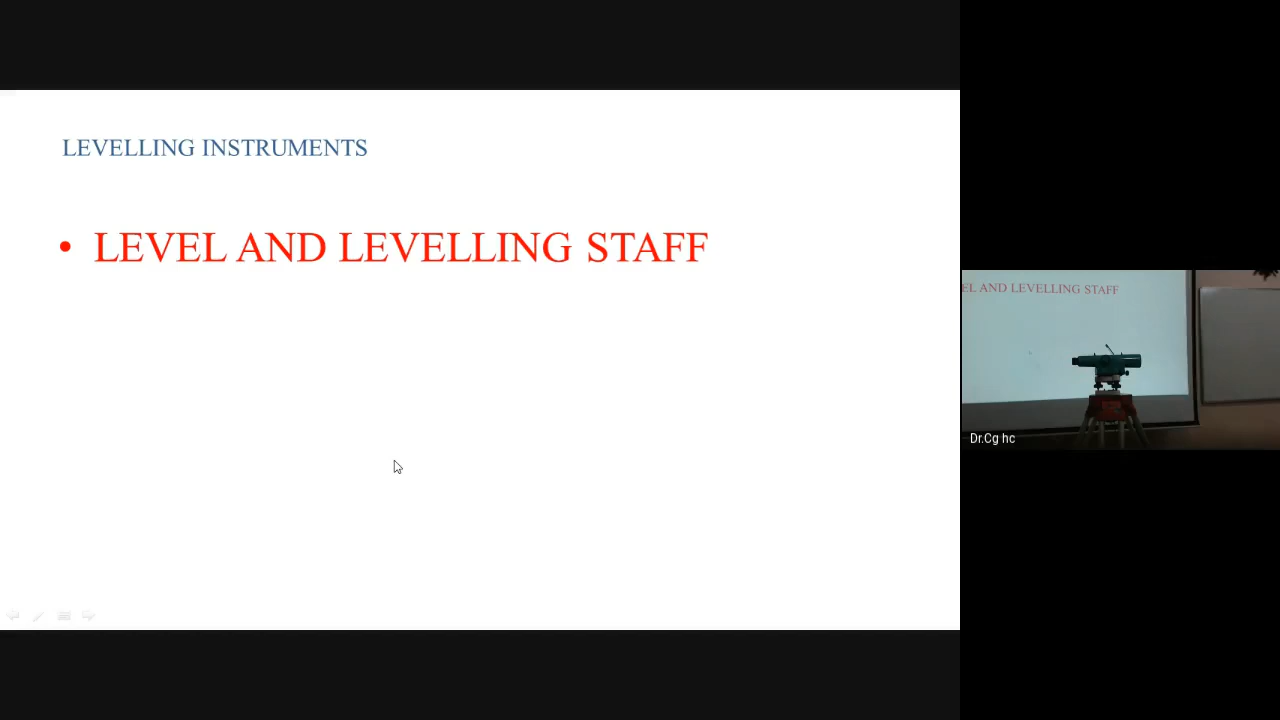 LEVELLING INSTRUMENTS
• LEVEL AND LEVELLING STAFF
EL AND LEVELLING STAFF
Dr.Cg hc